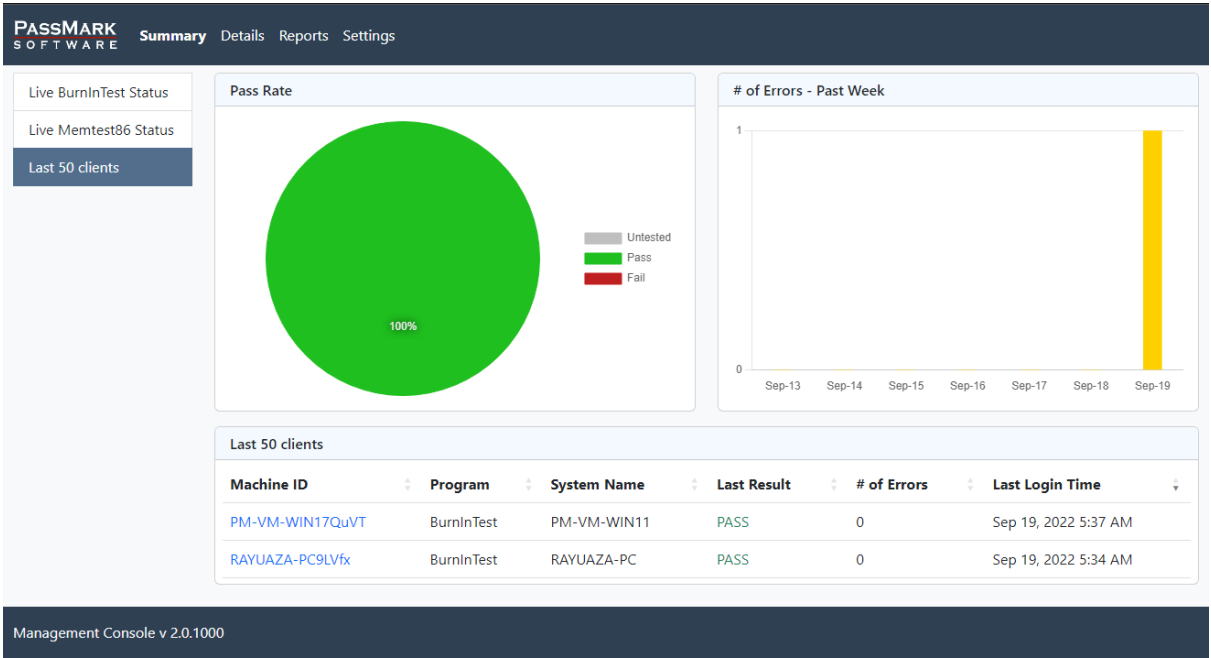 PASSMARK
SOFTWARE
Summary Details Reports Settings
Live BurnInTest Status
Live Memtest86 Status
Last 50 clients
Pass Rate
100%
Untested
Pass
Fail
# of Errors - Past Week
1
0
Sep-13 Sep-14 Sep-15 Sep-16 Sep-17 Sep-18 Sep-19
Last 50 clients
Machine ID Program System Name Last Result # of Errors Last Login Time
PM-VM-WIN17QuVT BurnInTest PM-VM-WIN11 PASS 0 Sep 19, 2022 5:37 AM
RAYUAZA-PC9LVfx BurnInTest RAYUAZA-PC PASS 0 Sep 19, 2022 5:34 AM
Management Console v 2.0.1000